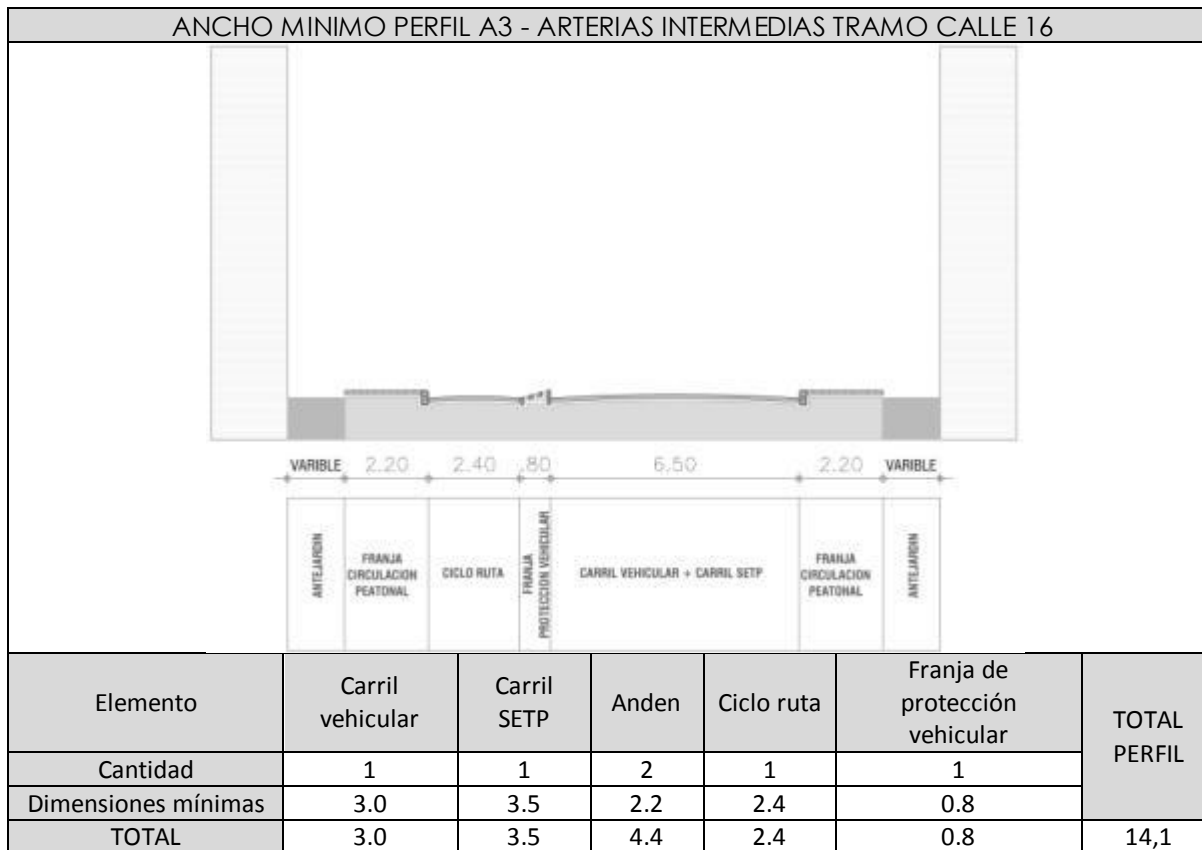 ANCHO MINIMO PERFIL A3 - ARTERIAS INTERMEDIAS TRAMO CALLE 16
VARIBLE 2.20 2.40 .80 6.50 2.20 VARIBLE
ANTEJARDIN
FRANJA
CIRCULACION
PEATONAL
CICLO RUTA
FRANJA
PROTECCION VEHICULAR
CARRIL VEHICULAR + CARRIL SETP
FRANJA
CIRCULACION
PEATONAL
ANTEJARDIN
Elemento
Carril
vehicular
Carril
SETP
Anden
Ciclo ruta
Franja de
protección
vehicular
TOTAL
PERFIL
Cantidad 1 1 2 1 1
Dimensiones mínimas 3.0 3.5 2.2 2.4 0.8
TOTAL 3.0 3.5 4.4 2.4 0.8 14,1